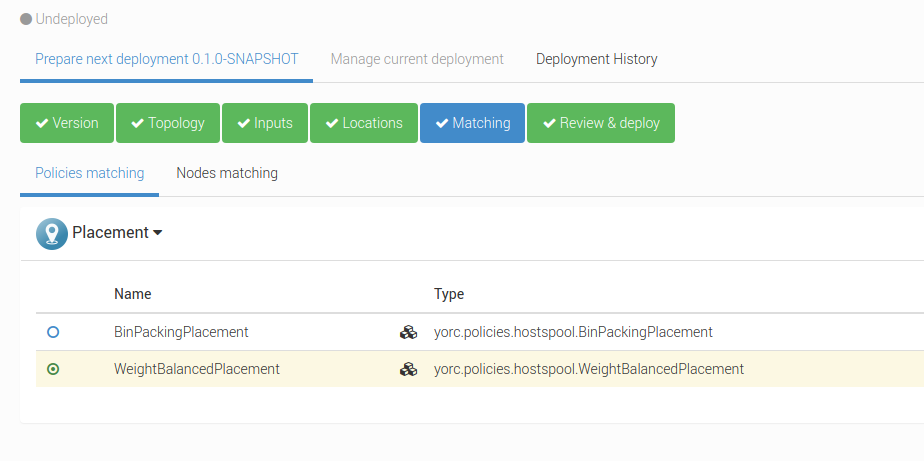 Undeployed
Prepare next deployment 0.1.0-SNAPSHOT Manage current deployment Deployment History
Version Topology Inputs Locations Matching Review & deploy
Policies matching Nodes matching
Placement
Name Type
BinPackingPlacement yorc.policies.hostspool.BinPackingPlacement
WeightBalancedPlacement yorc.policies.hostspool.WeightBalancedPlacement